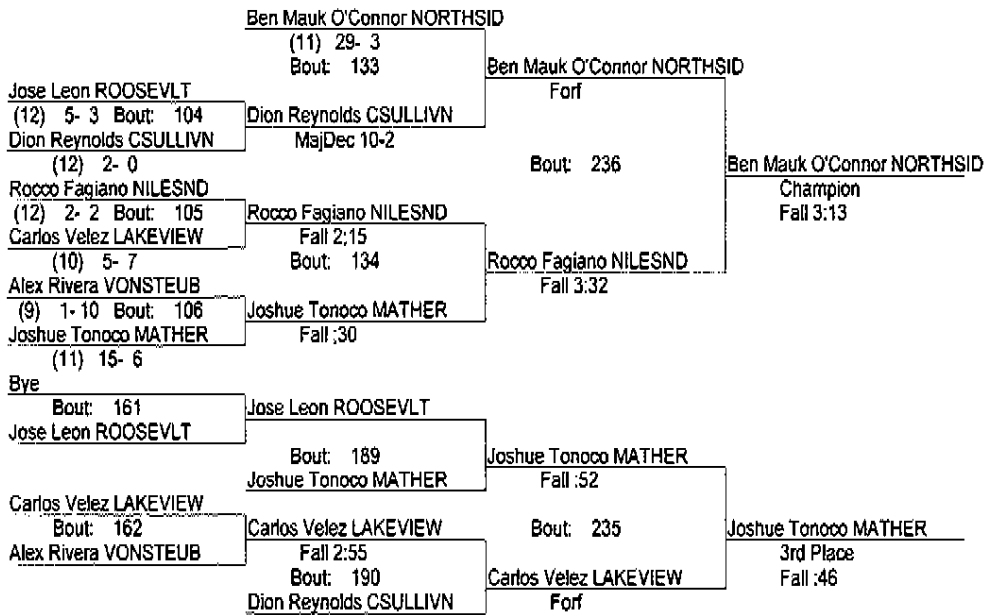 Ben Mauk O'Connor NORTHSID
(11) 29- 3
Bout: 133
Ben Mauk O'Connor NORTHSID
Forf
Jose Leon ROOSEVLT
(12) 5- 3 Bout: 104
Dion Reynolds CSULLIVN
MajDec 10-2
Dion Reynolds CSULLIVN
(12) 2- 0
Bout: 236
Ben Mauk O'Connor NORTHSID
Champion
Fall 3:13
Rocco Fagiano NILESND
(12) 2- 2 Bout: 105
Rocco Fagiano NILESND
Fall 2:15
Carlos Velez LAKEVIEW
(10) 5- 7
Bout: 134
Rocco Fagiano NILESND
Fall 3:32
Alex Rivera VONSTEUB
(9) 1- 10 Bout: 106
Joshue Tonoco MATHER
Fall :30
Joshue Tonoco MATHER
(11) 15- 6
Bye
Bout: 161
Jose Leon ROOSEVLT
Jose Leon ROOSEVLT
Bout: 189
Joshue Tonoco MATHER
Fall :52
Joshue Tonoco MATHER
Carlos Velez LAKEVIEW
Bout: 162
Carlos Velez LAKEVIEW
Fall 2:55
Alex Rivera VONSTEUB
Bout: 235
Joshue Tonoco MATHER
3rd Place
Fall :46
Bout: 190
Carlos Velez LAKEVIEW
Forf
Dion Reynolds CSULLIVN